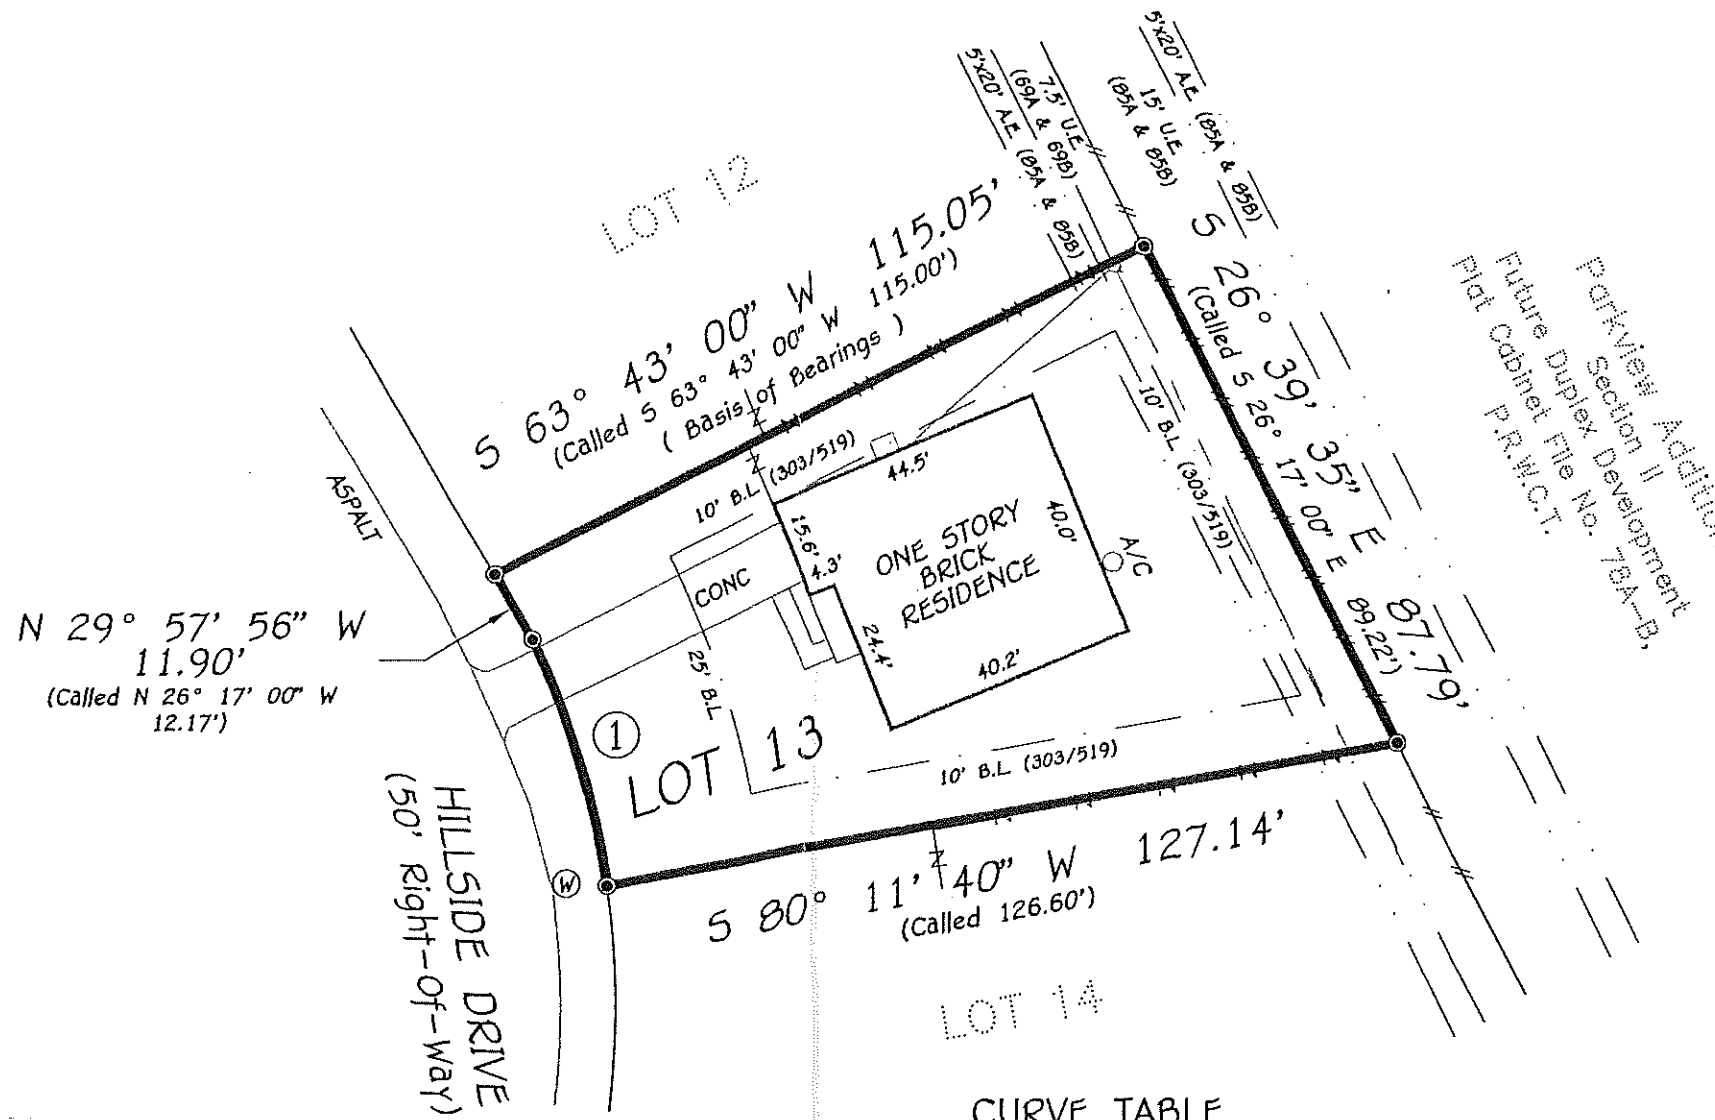 5'x20' A.E. (85A & 85B)
15' U.E.
(85A & 85B)
7.5' U.E.
(69A & 69B)
5'x20' A.E. (85A & 85B)
LOT 12
S 63° 43' 00" W 115.05'
(Called S 63° 43' 00" W 115.00')
( Basis of Bearings )
S 26° 39' 35" E 87.79'
(Called S 26° 17' 00" E 89.22')
Parkview Addition
Section II
Future Duplex Development
Plat Cabinet File No. 78A-B,
P.R.W.C.T.
ASPALT
10' B.L (303/519)
10' B.L (303/519)
44.5'
15.6'
4.3'
40.0'
ONE STORY
BRICK
RESIDENCE
A/C
CONC
24.4'
40.2'
25' B.L
N 29° 57' 56" W
11.90'
(Called N 26° 17' 00" W
12.17')
1
LOT 13
10' B.L (303/519)
HILLSIDE DRIVE
(50' Right-Of-Way)
W
S 80° 11' 40" W 127.14'
(Called 126.60')
LOT 14
CURVE TABLE